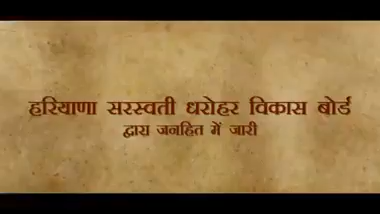 हरियाणा सरस्वती धरोहर विकास बोर्ड
द्वारा जनहित में जारी